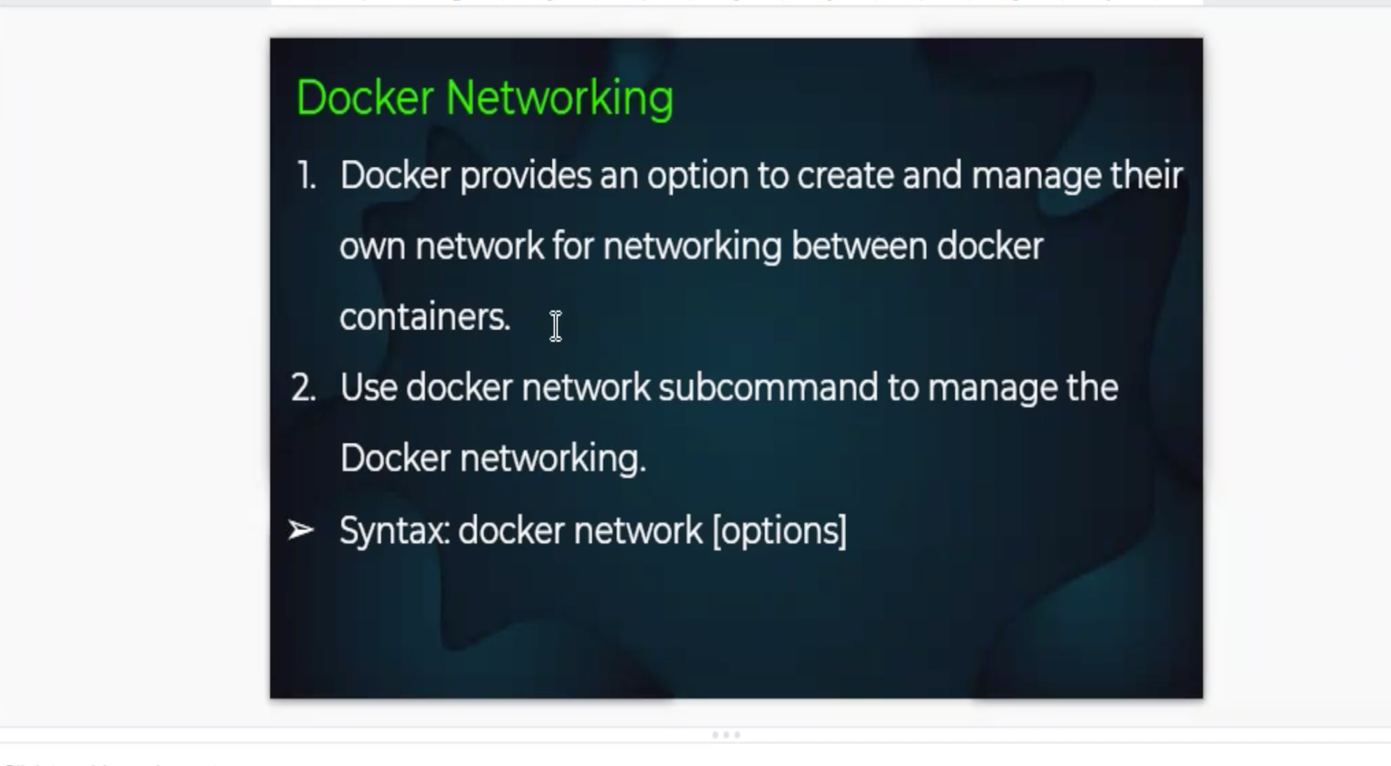 Docker Networking
1. Docker provides an option to create and manage their
own network for networking between docker
containers.
2. Use docker network subcommand to manage the
Docker networking.
➢ Syntax: docker network [options]